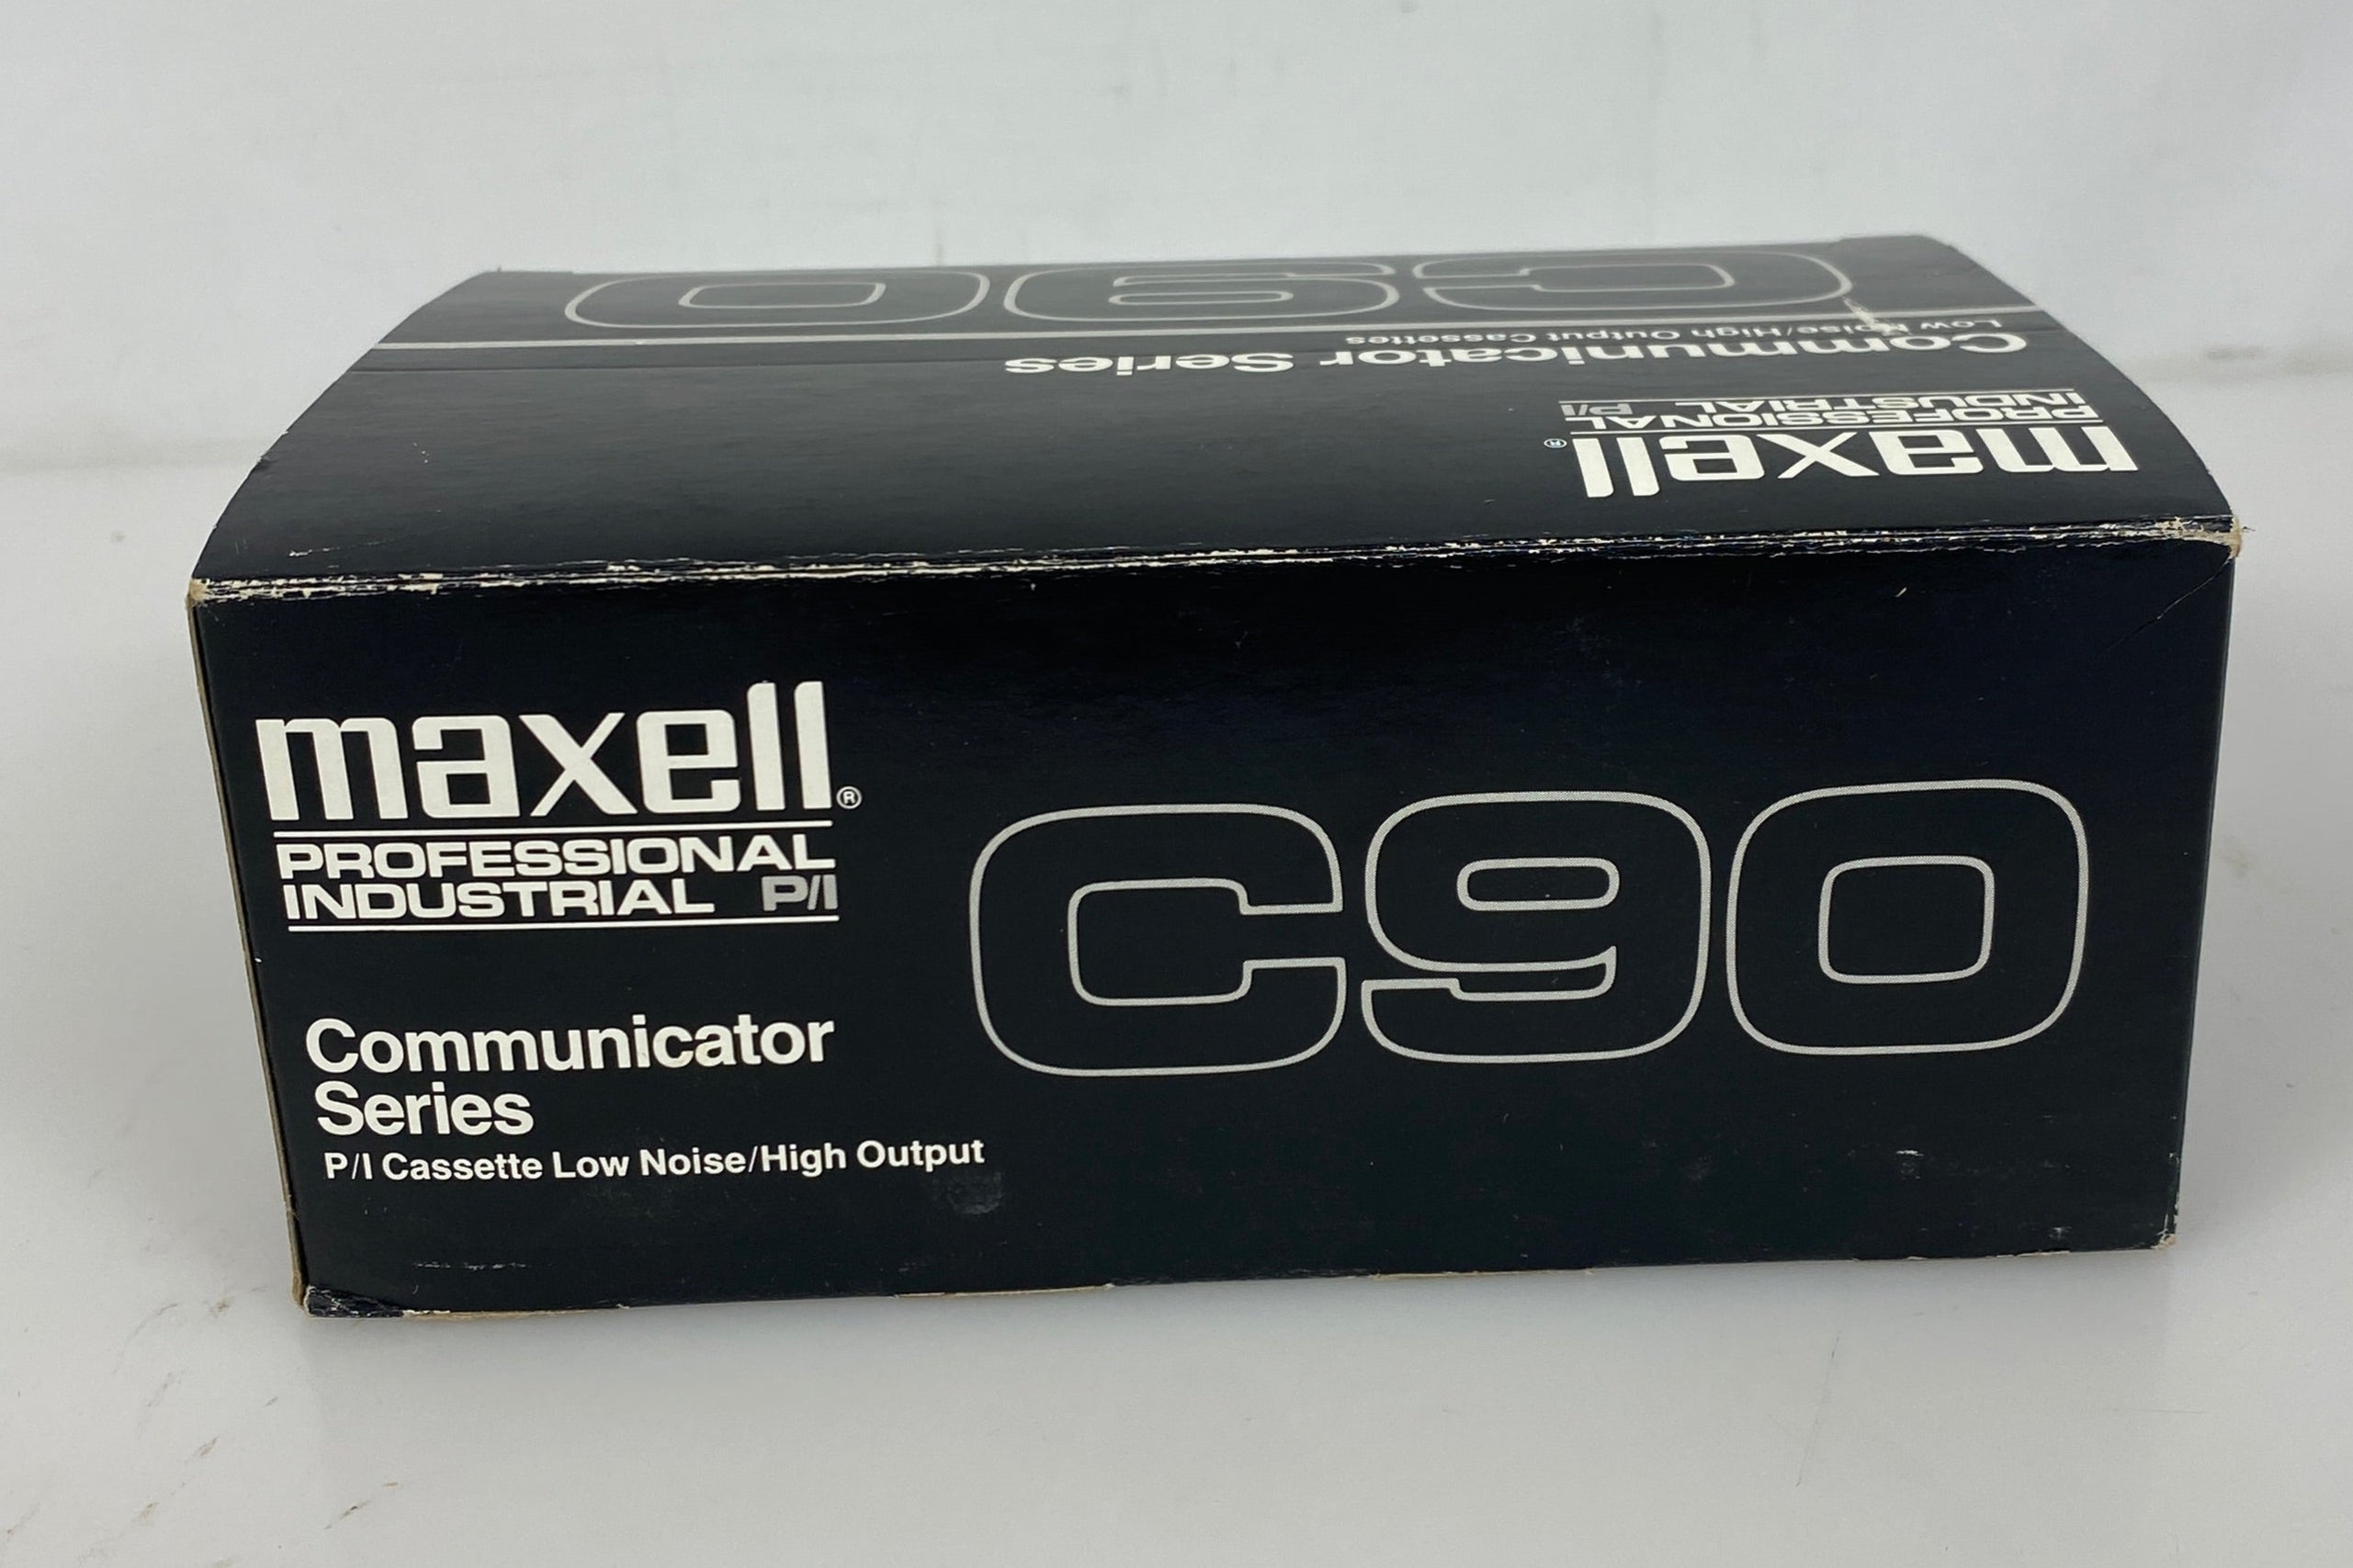 C90
Low Noise/High Output Cassettes
Communicator Series
PROFESSIONAL
INDUSTRIAL P/I
maxell®
maxell®
PROFESSIONAL
INDUSTRIAL P/I
Communicator
Series
P/I Cassette Low Noise/High Output
C90